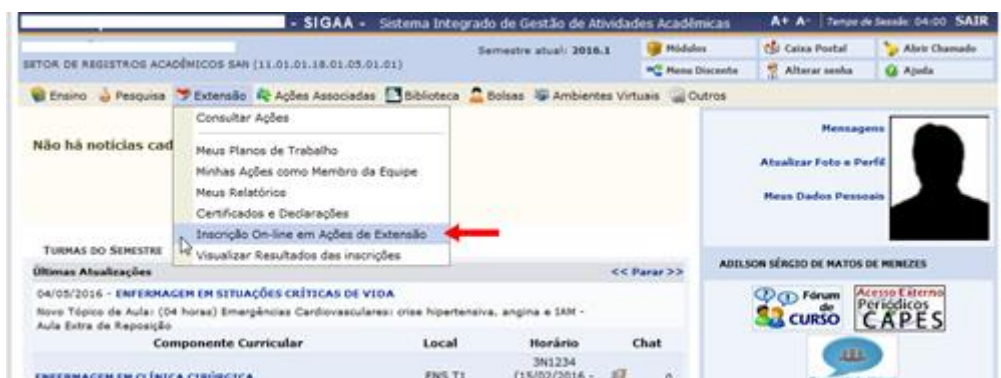 - SIGAA - Sistema Integrado de Gestão de Atividades Acadêmicas A+ A- Tempo de Sessão: 04:00 SAIR
Semestre atual: 2016.1
Módulos
Caixa Postal
Abrir Chamado
SETOR DE REGISTROS ACADÊMICOS SAN (11.01.01.18.01.05.01.01)
Menu Discente
Alterar senha
Ajuda
Ensino Pesquisa Extensão Ações Associadas Biblioteca Bolsas Ambientes Virtuais Outros
Consultar Ações
Meus Planos de Trabalho
Minhas Ações como Membro da Equipe
Meus Relatórios
Certificados e Declarações
Inscrição On-line em Ações de Extensão
Visualizar Resultados das inscrições
Não há notícias cad
Mensagens
Atualizar Foto e Perfil
Meus Dados Pessoais
TURMAS DO SEMESTRE
Últimas Atualizações << Parar >>
ADILSON SÉRGIO DE MATOS DE MENEZES
04/05/2016 - ENFERMAGEM EM SITUAÇÕES CRÍTICAS DE VIDA
Novo Tópico de Aula: (04 horas) Emergências Cardiovasculares: crise hipertensiva, angina e IAM -
Aula Extra de Reposição
Fórum
de
CURSO
Acesso Externo
Periódicos
CAPES
Componente Curricular Local Horário Chat
3N1234
ENFERMAGEM EM CLÍNICA CIRÚRGICA ENS T1 (15/02/2016 - 0